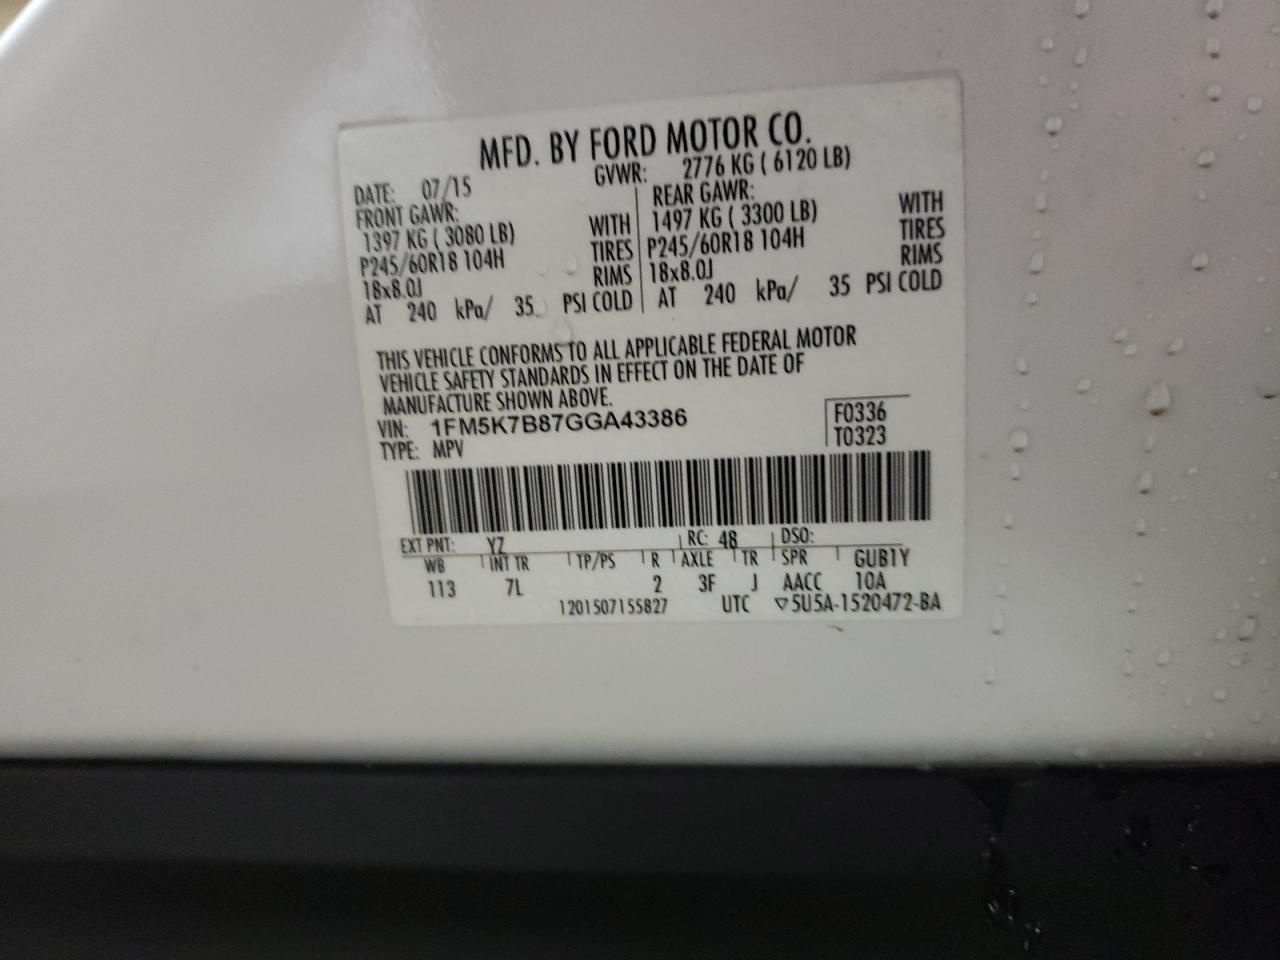 MFD. BY FORD MOTOR CO.
DATE: 07/15 GVWR: 2776 KG ( 6120 LB)
FRONT GAWR: REAR GAWR:
1397 KG ( 3080 LB) WITH 1497 KG ( 3300 LB) WITH
P245/60R18 104H TIRES P245/60R18 104H TIRES
18x8.0J RIMS 18x8.0J RIMS
AT 240 kPa/ 35 PSI COLD AT 240 kPa/ 35 PSI COLD
THIS VEHICLE CONFORMS TO ALL APPLICABLE FEDERAL MOTOR
VEHICLE SAFETY STANDARDS IN EFFECT ON THE DATE OF
MANUFACTURE SHOWN ABOVE.
VIN: 1FM5K7B87GGA43386 F0336
TYPE: MPV T0323
EXT PNT: YZ RC: 48 DSO:
WB INT TR TP/PS R AXLE TR SPR GUB1Y
113 7L 2 3F J AACC 10A
1201507155827 UTC ▽5U5A-1520472-BA